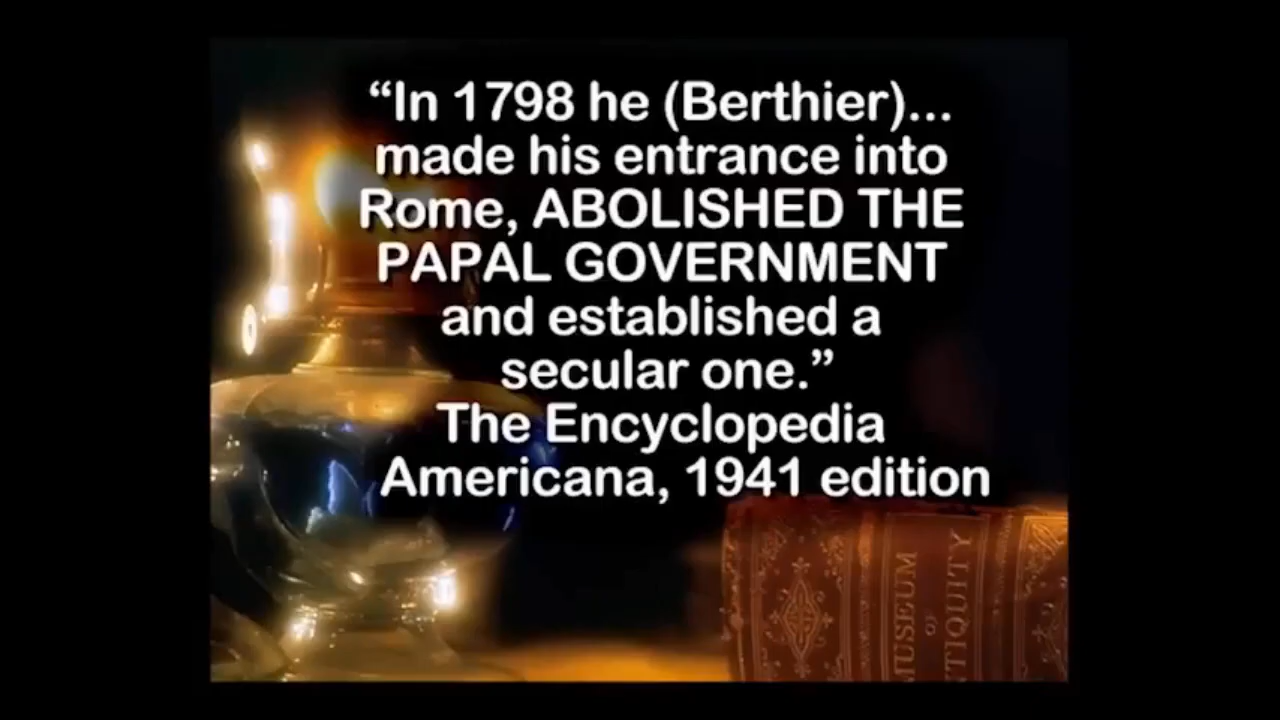 “In 1798 he (Berthier)...
made his entrance into
Rome, ABOLISHED THE
PAPAL GOVERNMENT
and established a
secular one.”
The Encyclopedia
Americana, 1941 edition
MUSEUM
OF